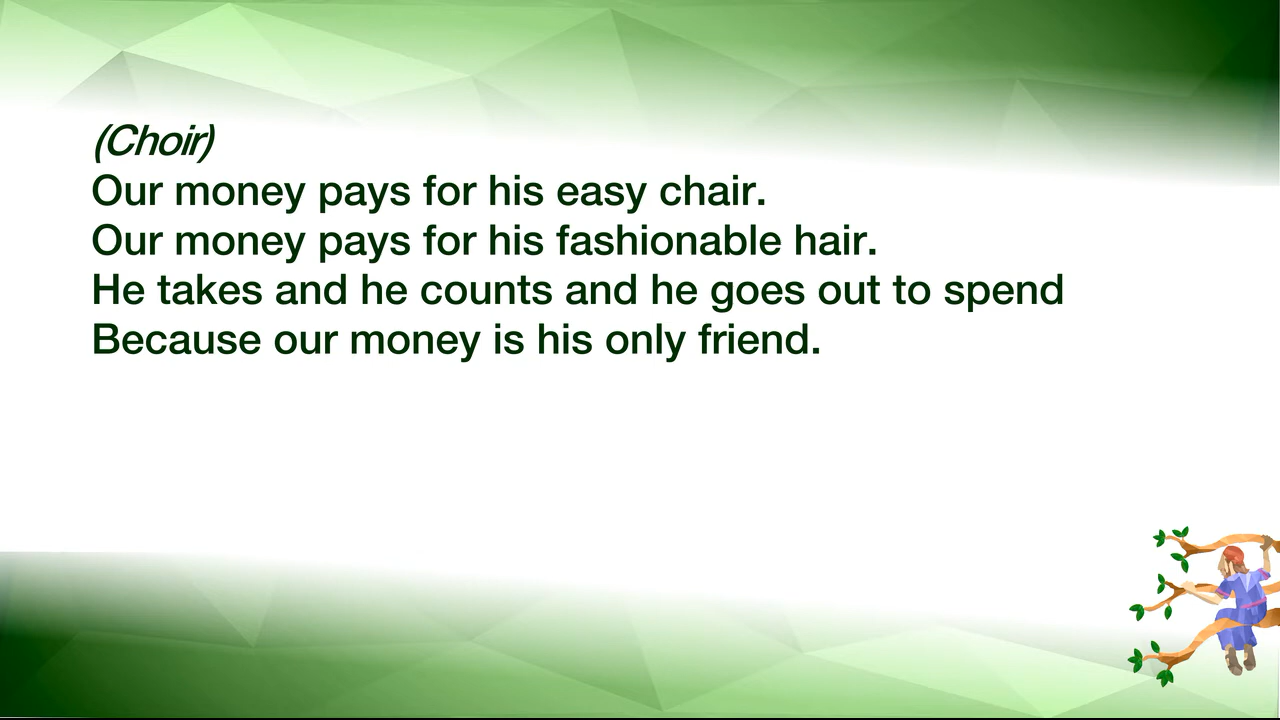 (Choir)
Our money pays for his easy chair.
Our money pays for his fashionable hair.
He takes and he counts and he goes out to spend
Because our money is his only friend.